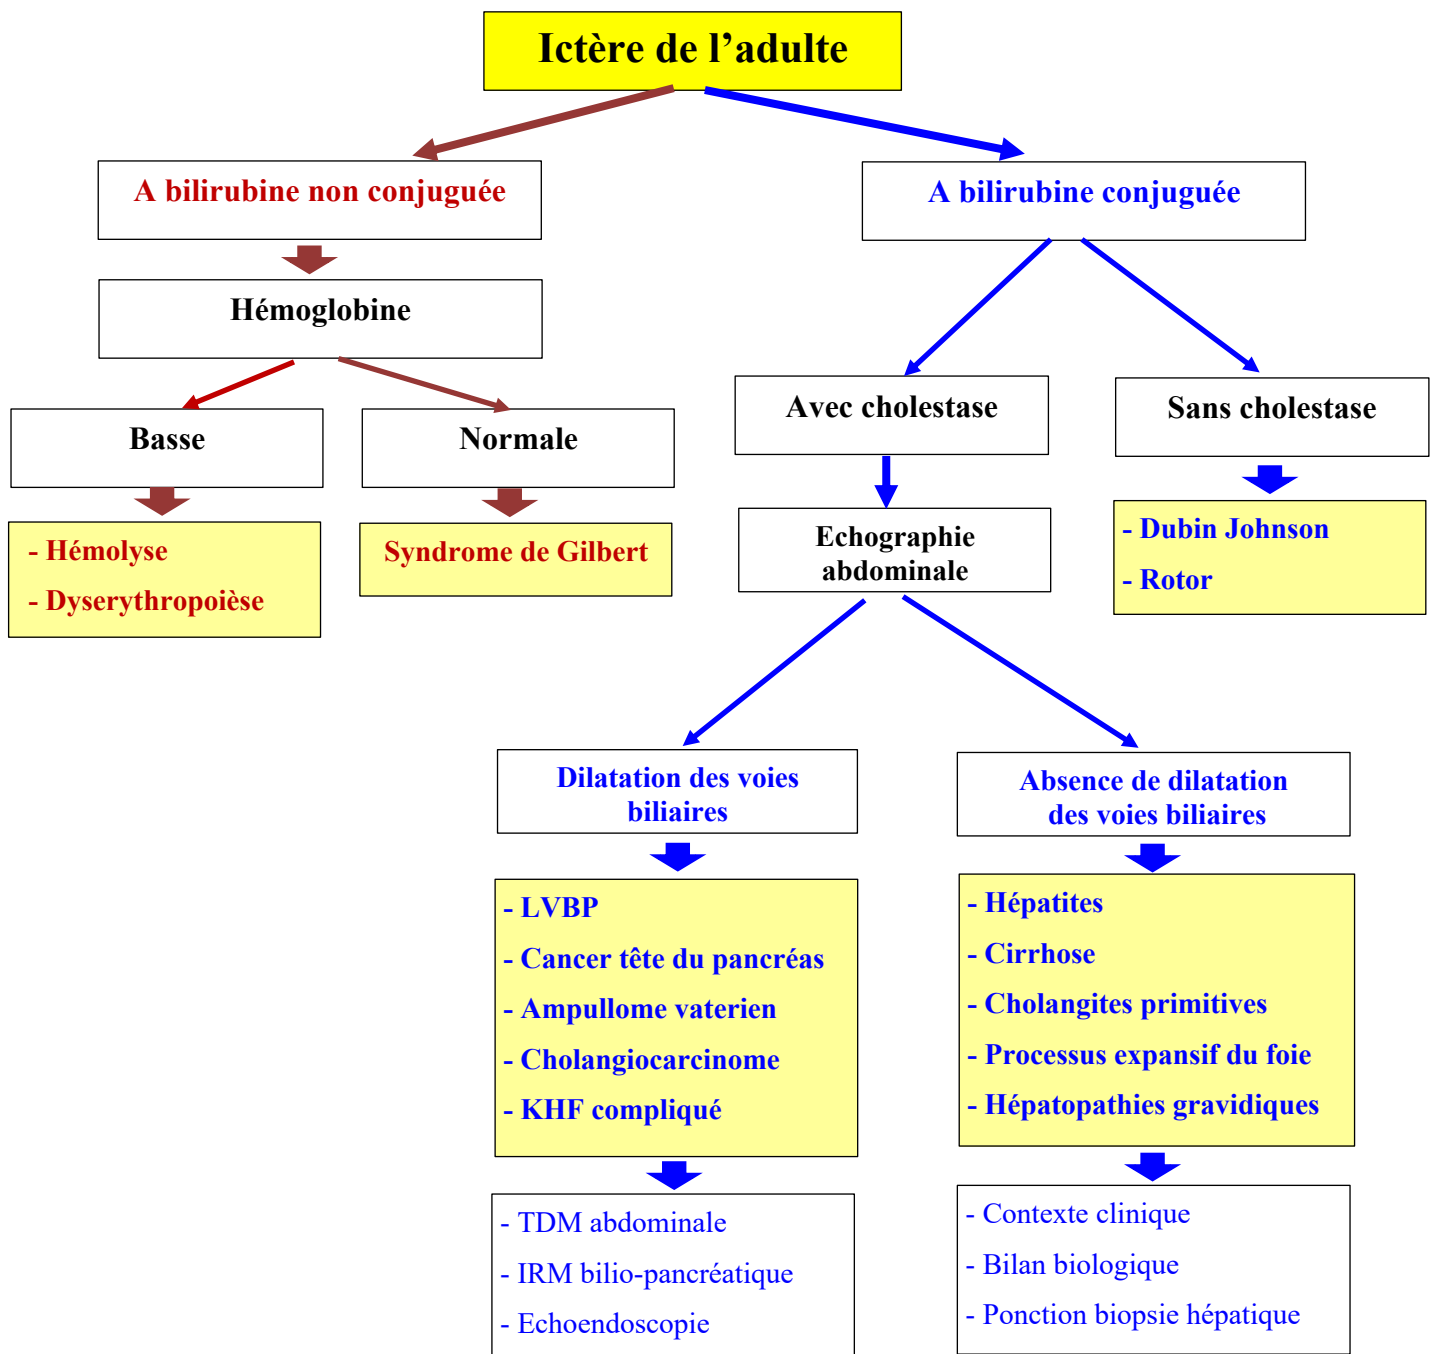 Ictère de l’adulte
A bilirubine non conjuguée
A bilirubine conjuguée
Hémoglobine
Basse
Normale
Avec cholestase
Sans cholestase
- Hémolyse
- Dyserythropoièse
Syndrome de Gilbert
Echographie
abdominale
- Dubin Johnson
- Rotor
Dilatation des voies
biliaires
Absence de dilatation
des voies biliaires
- LVBP
- Cancer tête du pancréas
- Ampullome vaterien
- Cholangiocarcinome
- KHF compliqué
- Hépatites
- Cirrhose
- Cholangites primitives
- Processus expansif du foie
- Hépatopathies gravidiques
- TDM abdominale
- IRM bilio-pancréatique
- Echoendoscopie
- Contexte clinique
- Bilan biologique
- Ponction biopsie hépatique